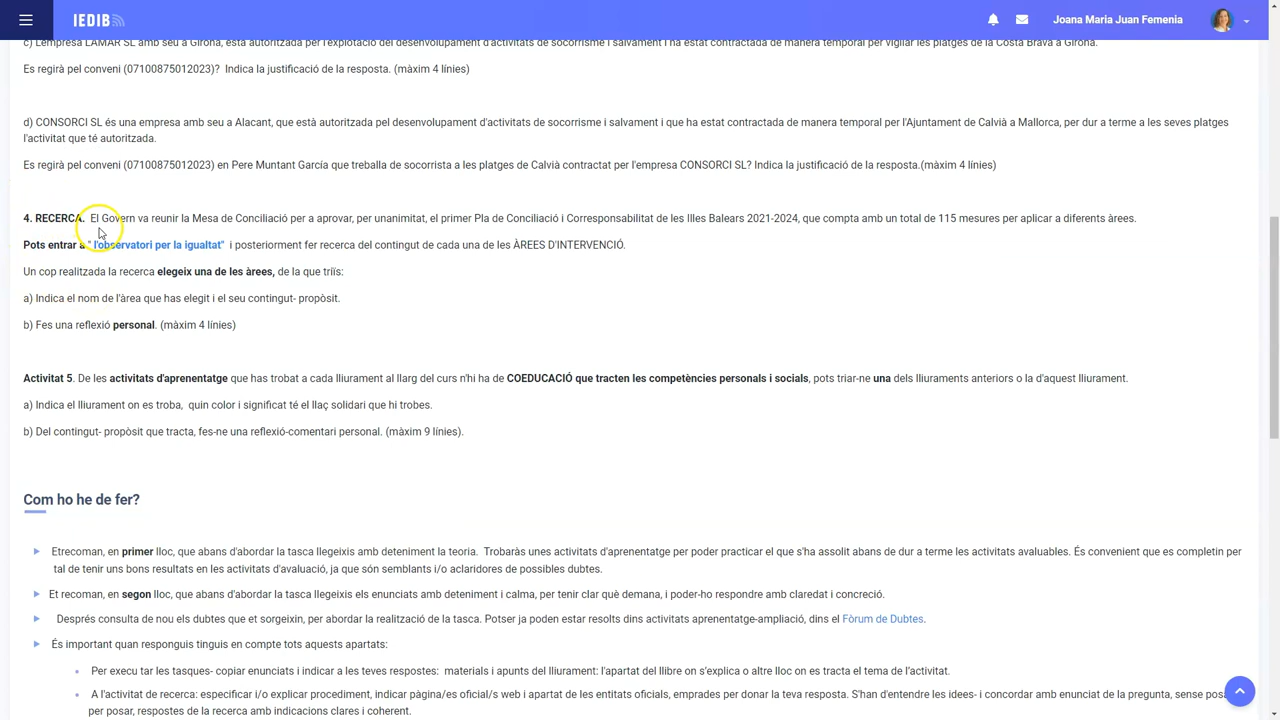 IEDIB
Joana Maria Juan Femenia
c) L'empresa LAMAR SL amb seu a Girona, està autoritzada per l'explotació del desenvolupament d'activitats de socorrisme i salvament i ha estat contractada de manera temporal per vigilar les platges de la Costa Brava a Girona.
Es regirà pel conveni (07100875012023)? Indica la justificació de la resposta. (màxim 4 línies)
d) CONSORCI SL és una empresa amb seu a Alacant, que està autoritzada pel desenvolupament d'activitats de socorrisme i salvament i que ha estat contractada de manera temporal per l'Ajuntament de Calvià a Mallorca, per dur a terme a les seves platges
l'activitat que té autoritzada.
Es regirà pel conveni (07100875012023) en Pere Muntant García que treballa de socorrista a les platges de Calvià contractat per l'empresa CONSORCI SL? Indica la justificació de la resposta.(màxim 4 línies)
4. RECERCA. El Govern va reunir la Mesa de Conciliació per a aprovar, per unanimitat, el primer Pla de Conciliació i Corresponsabilitat de les Illes Balears 2021-2024, que compta amb un total de 115 mesures per aplicar a diferents àrees.
Pots entrar a " l'observatori per la igualtat" i posteriorment fer recerca del contingut de cada una de les ÀREES D'INTERVENCIÓ.
Un cop realitzada la recerca elegeix una de les àrees, de la que triïs:
a) Indica el nom de l'àrea que has elegit i el seu contingut- propòsit.
b) Fes una reflexió personal. (màxim 4 línies)
Activitat 5. De les activitats d'aprenentatge que has trobat a cada lliurament al llarg del curs n'hi ha de COEDUCACIÓ que tracten les competències personals i socials, pots triar-ne una dels lliuraments anteriors o la d'aquest lliurament.
a) Indica el lliurament on es troba, quin color i significat té el llaç solidari que hi trobes.
b) Del contingut- propòsit que tracta, fes-ne una reflexió-comentari personal. (màxim 9 línies).
Com ho he de fer?
Etrecoman, en primer lloc, que abans d'abordar la tasca llegeixis amb deteniment la teoria. Trobaràs unes activitats d'aprenentatge per poder practicar el que s'ha assolit abans de dur a terme les activitats avaluables. És convenient que es completin per
tal de tenir uns bons resultats en les activitats d'avaluació, ja que són semblants i/o aclaridores de possibles dubtes.
Et recoman, en segon lloc, que abans d'abordar la tasca llegeixis els enunciats amb deteniment i calma, per tenir clar què demana, i poder-ho respondre amb claredat i concreció.
Després consulta de nou els dubtes que et sorgeixin, per abordar la realització de la tasca. Potser ja poden estar resolts dins activitats aprenentatge-ampliació, dins el Fòrum de Dubtes.
És important quan responguis tinguis en compte tots aquests apartats:
Per execu tar les tasques- copiar enunciats i indicar a les teves respostes: materials i apunts del lliurament: l'apartat del llibre on s'explica o altre lloc on es tracta el tema de l'activitat.
A l'activitat de recerca: especificar i/o explicar procediment, indicar pàgina/es oficial/s web i apartat de les entitats oficials, emprades per donar la teva resposta. S'han d'entendre les idees- i concordar amb enunciat de la pregunta, sense posa
per posar, respostes de la recerca amb indicacions clares i coherent.